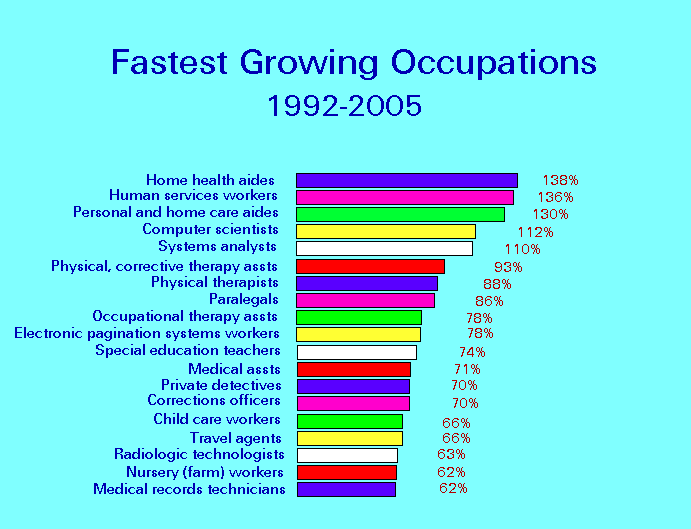 Fastest Growing Occupations
1992-2005
Home health aides 138%
Human services workers 136%
Personal and home care aides 130%
Computer scientists 112%
Systems analysts 110%
Physical, corrective therapy assts 93%
Physical therapists 88%
Paralegals 86%
Occupational therapy assts 78%
Electronic pagination systems workers 78%
Special education teachers 74%
Medical assts 71%
Private detectives 70%
Corrections officers 70%
Child care workers 66%
Travel agents 66%
Radiologic technologists 63%
Nursery (farm) workers 62%
Medical records technicians 62%